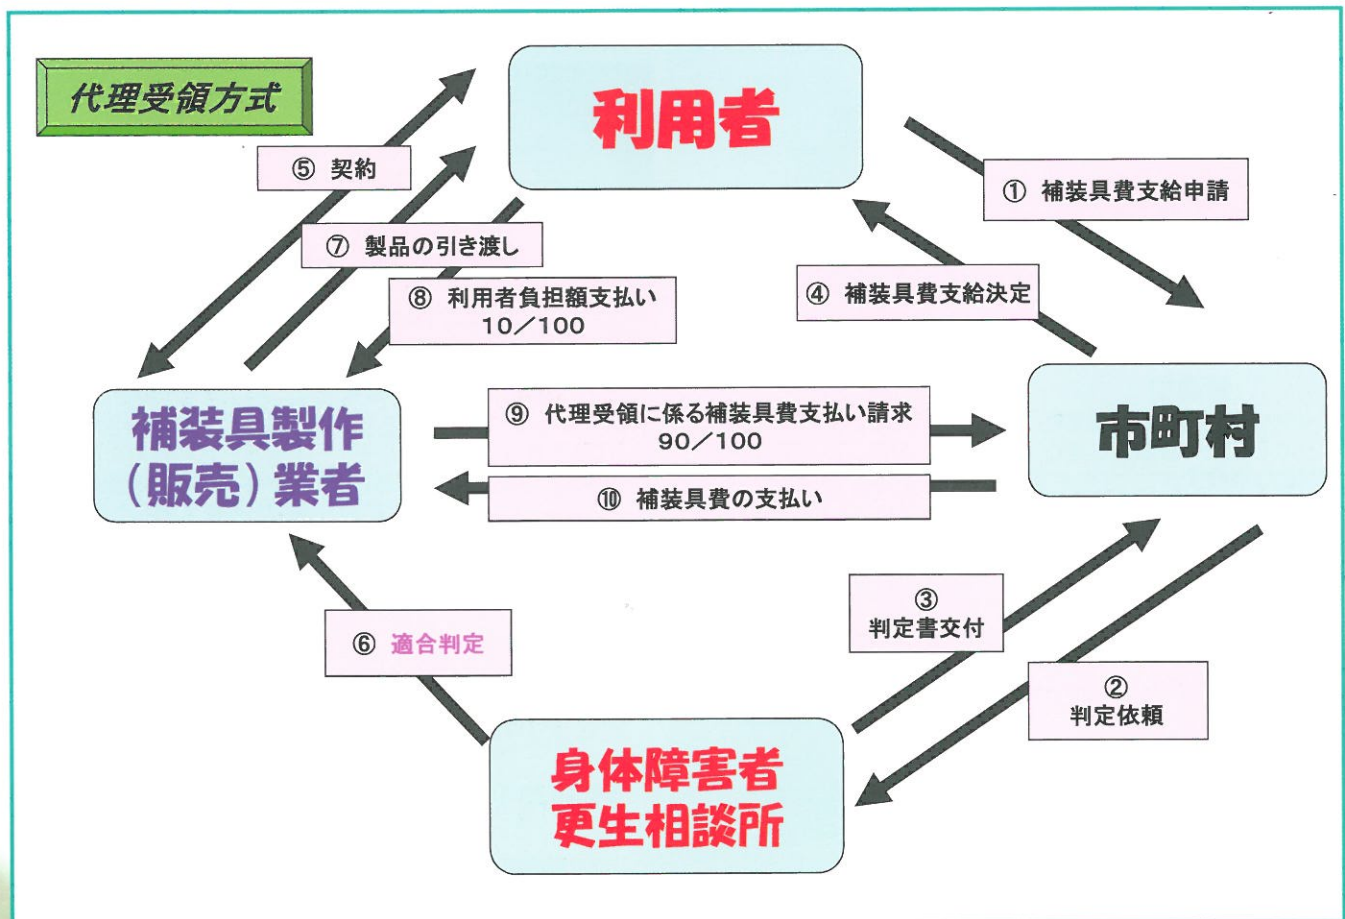 代理受領方式
利用者
⑤ 契約
① 補装具費支給申請
⑦ 製品の引き渡し
④ 補装具費支給決定
⑧ 利用者負担額支払い
10/100
補装具製作
(販売)業者
⑨ 代理受領に係る補装具費支払い請求
90/100
市町村
⑩ 補装具費の支払い
③
判定書交付
⑥ 適合判定
②
判定依頼
身体障害者
更生相談所